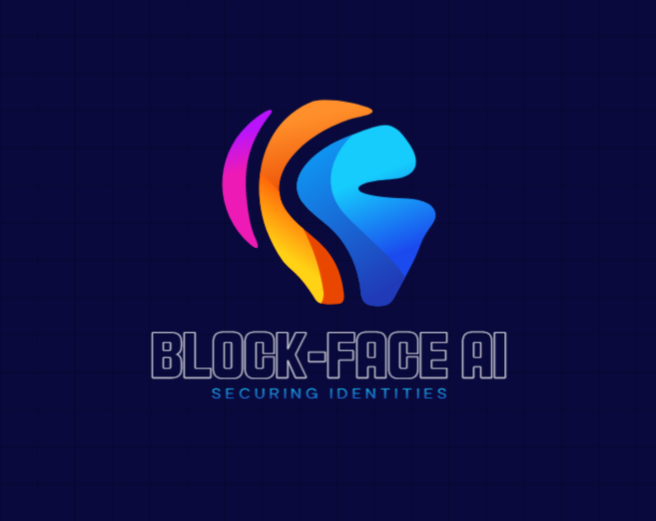 BLOCK-FACE AI
SECURING IDENTITIES